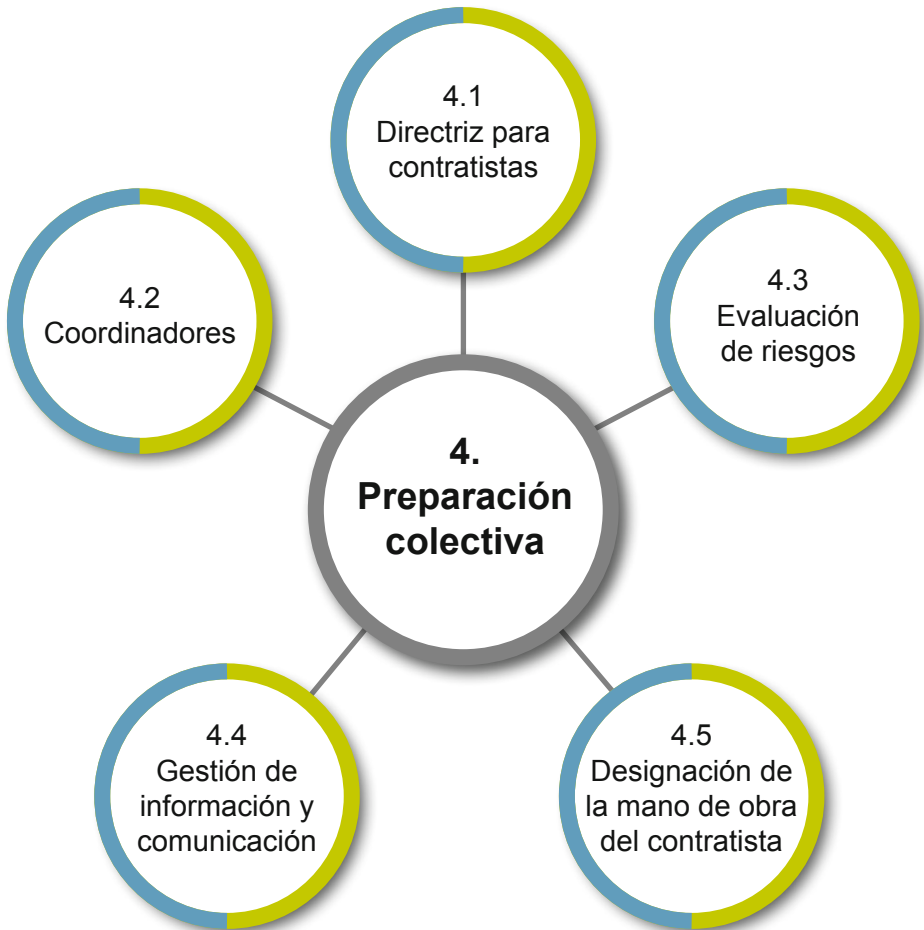 4.1
Directriz para
contratistas
4.2
Coordinadores
4.3
Evaluación
de riesgos
4.
Preparación
colectiva
4.4
Gestión de
información y
comunicación
4.5
Designación de
la mano de obra
del contratista